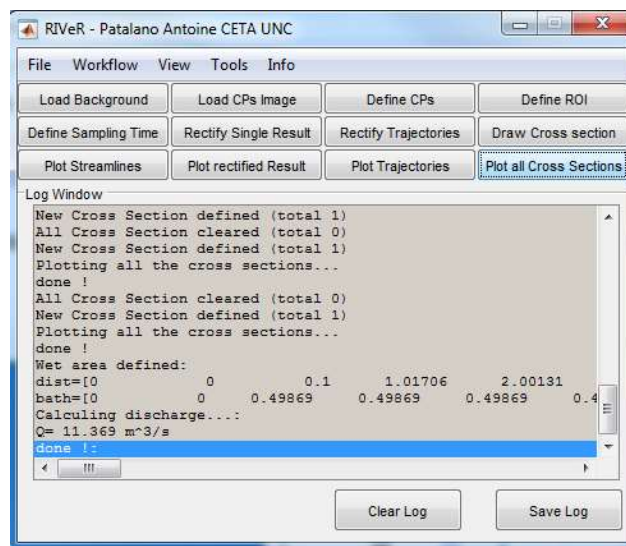 RIVeR - Patalano Antoine CETA UNC
File Workflow View Tools Info
Load Background Load CPs Image Define CPs Define ROI
Define Sampling Time Rectify Single Result Rectify Trajectories Draw Cross section
Plot Streamlines Plot rectified Result Plot Trajectories Plot all Cross Sections
Log Window
New Cross Section defined (total 1)
All Cross Section cleared (total 0)
New Cross Section defined (total 1)
Plotting all the cross sections...
done !
All Cross Section cleared (total 0)
New Cross Section defined (total 1)
Plotting all the cross sections...
done !
Wet area defined:
dist=[0 0 0.1 1.01706 2.00131
bath=[0 0 0.49869 0.49869 0.49869 0.4
Calculing discharge...:
Q= 11.369 m^3/s
done !:
Clear Log Save Log